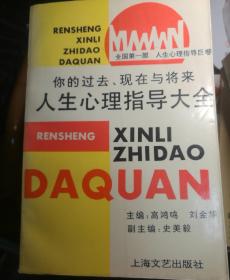 RENSHENG
XINLI
ZHIDAO
DAQUAN
全国第一部 人生心理指导巨卷
你的过去、现在与将来
人生心理指导大全
RENSHENG
XINLI
ZHIDAO
DAQUAN
主编：高鸿鸣 刘金华
副主编：史美毅
上海文艺出版社